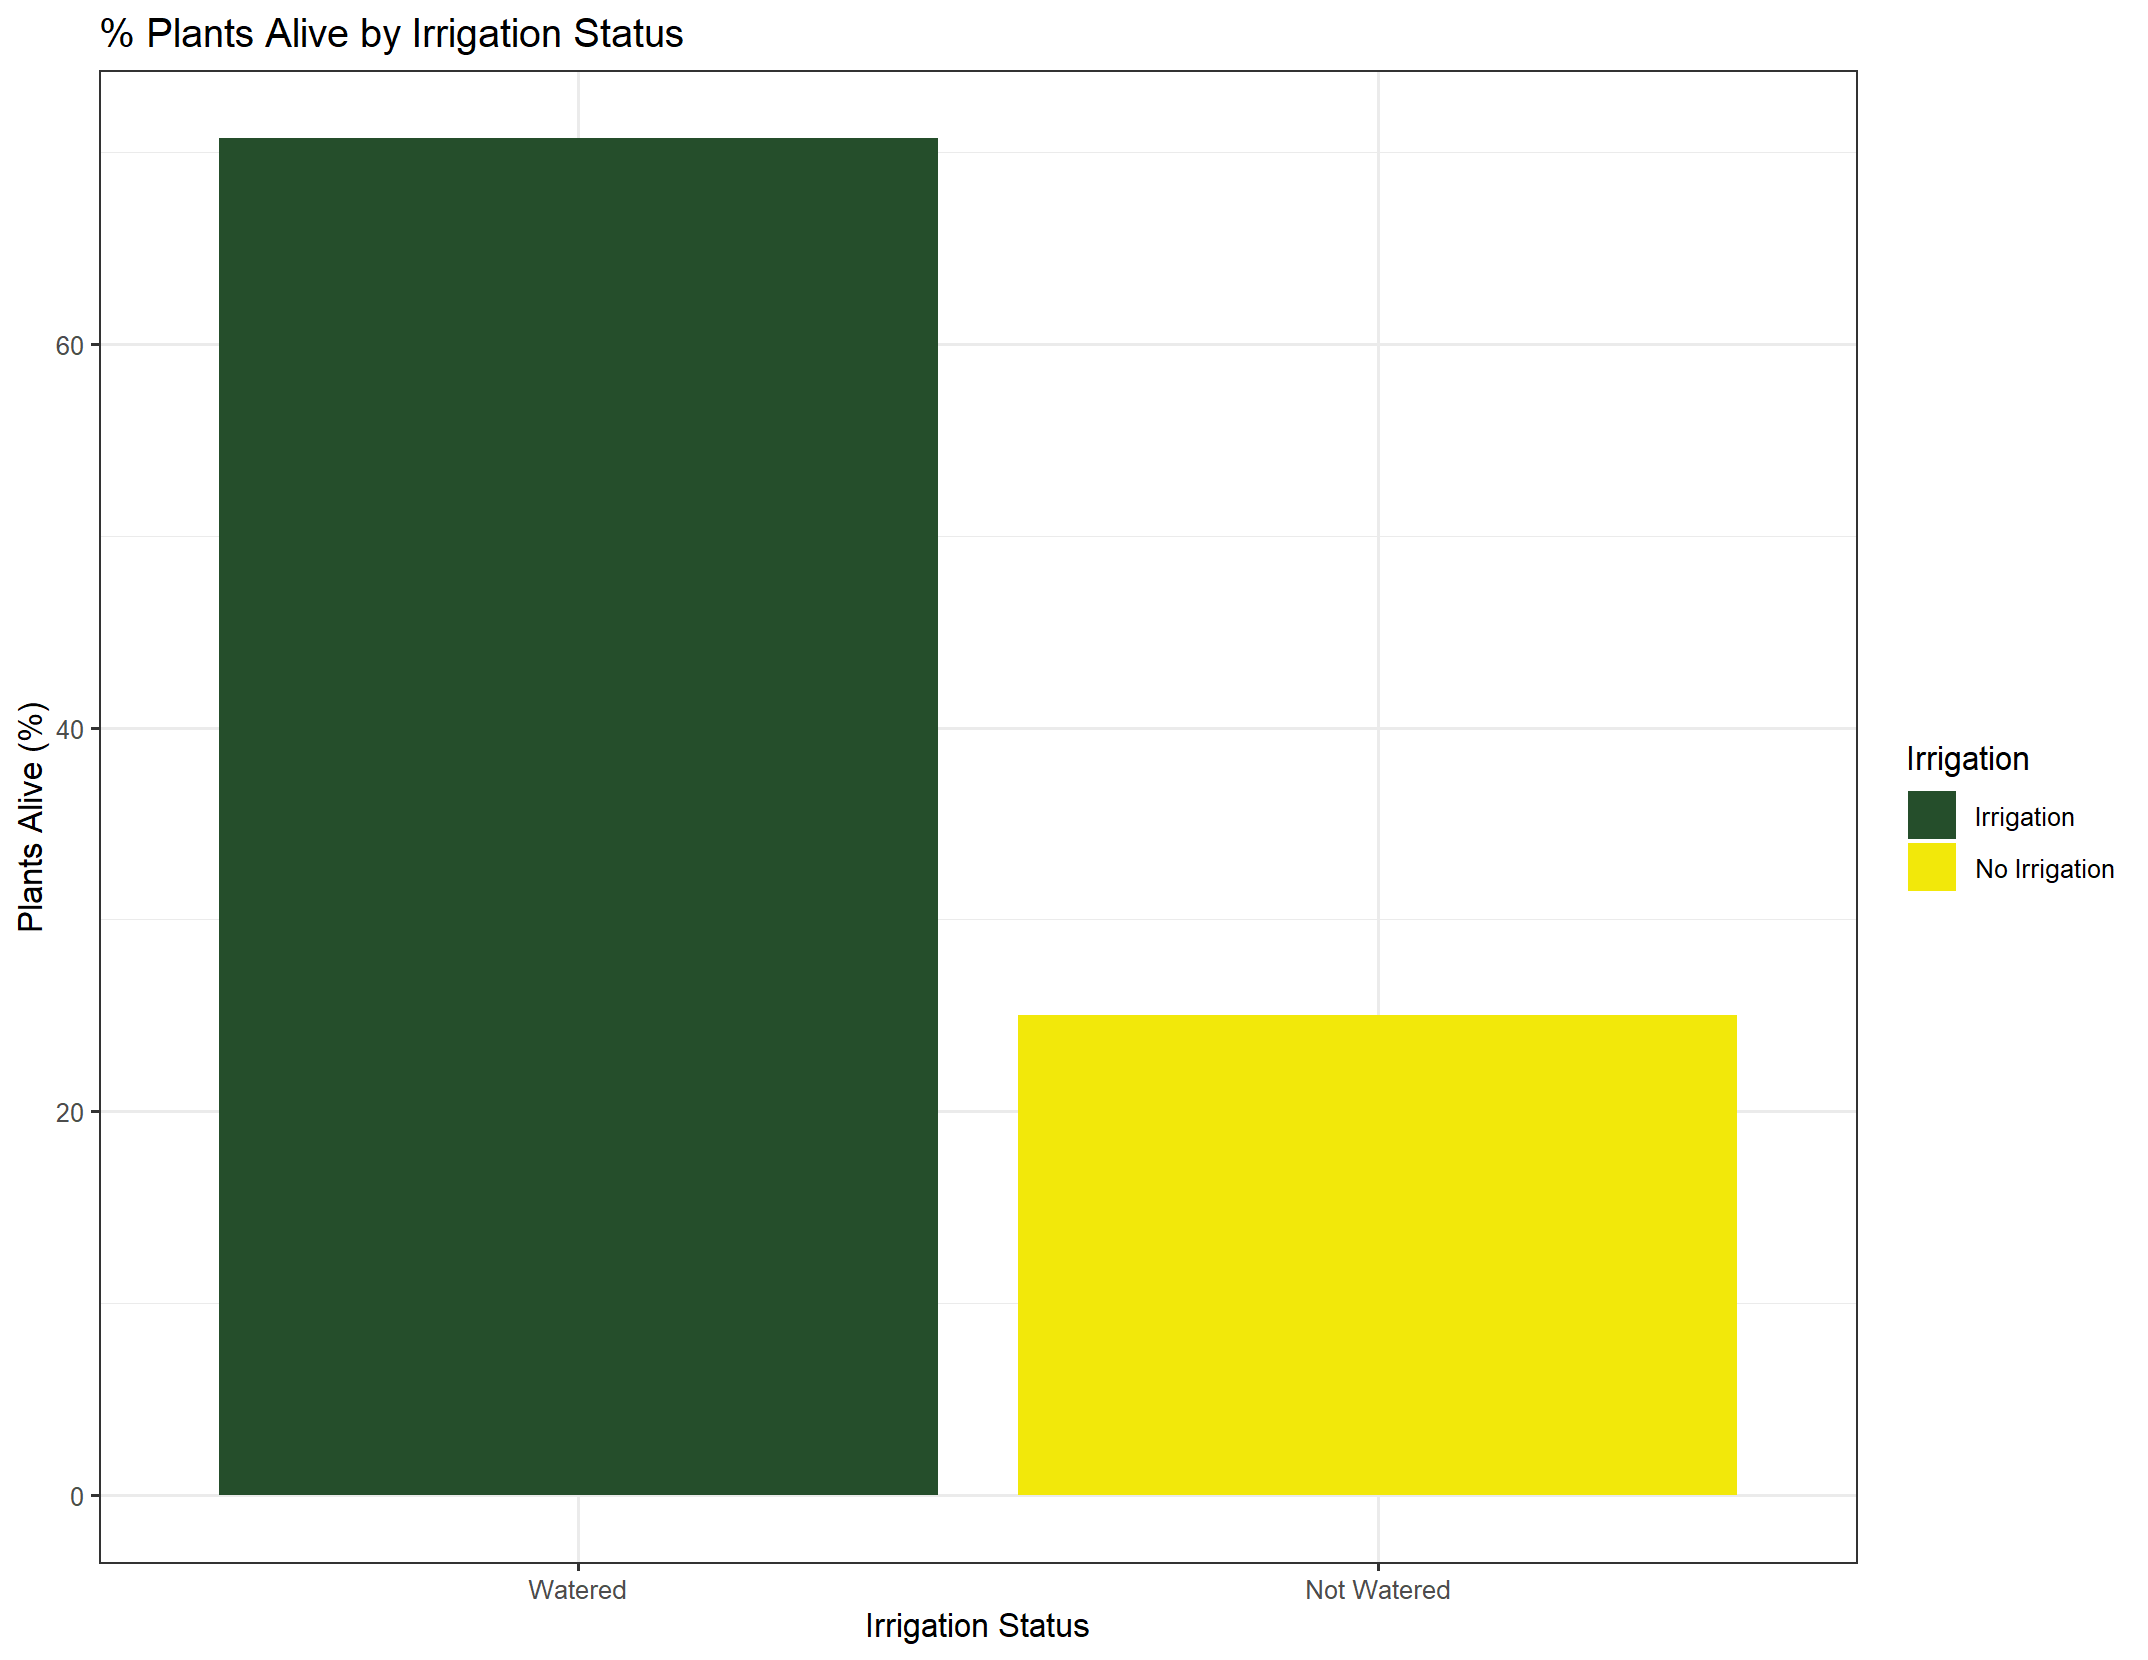 % Plants Alive by Irrigation Status
Plants Alive (%)
60
40
20
0
Watered
Not Watered
Irrigation Status
Irrigation
Irrigation
No Irrigation